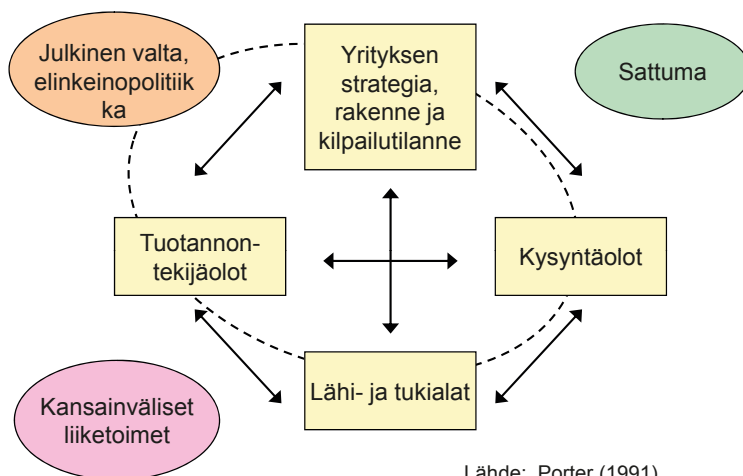 Julkinen valta,
elinkeinopolitiik
ka
Yrityksen
strategia,
rakenne ja
kilpailutilanne
Sattuma
Tuotannon-
tekijäolot
Kysyntäolot
Lähi- ja tukialat
Kansainväliset
liiketoimet
Lähde: Porter (1991)